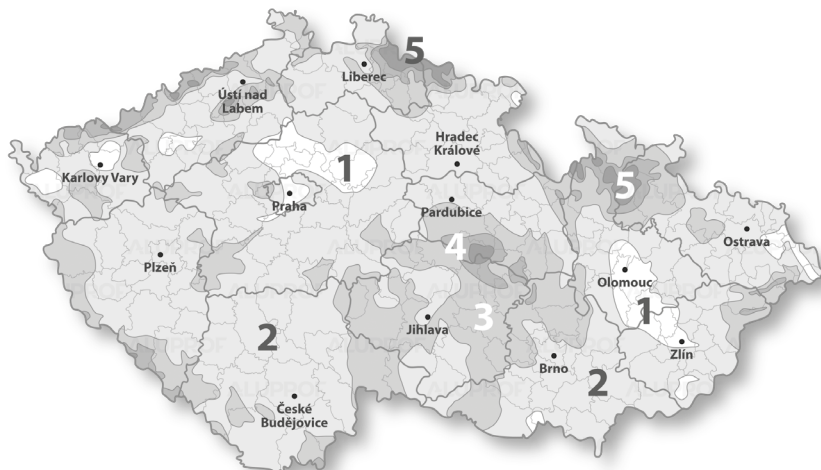 5
Liberec
Ústí nad
Labem
Hradec
Králové
1
Karlovy Vary
Praha
5
Pardubice
4
Ostrava
Plzeň
Olomouc
3
1
Jihlava
2
Zlín
Brno
2
České
Budějovice
ALUPROF